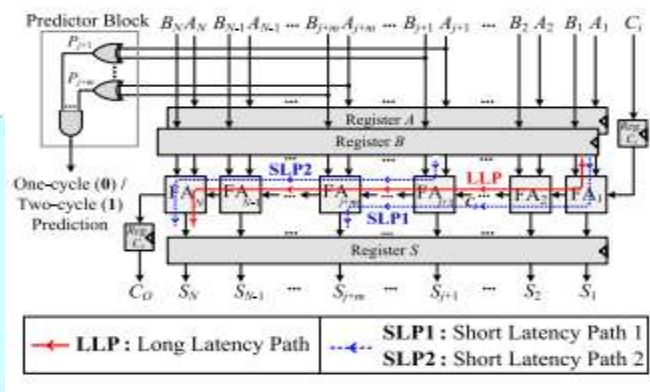 Predictor Block
B_N A_N B_N-1 A_N-1 ... B_j+m A_j+m ... B_j+1 A_j+1 ... B_2 A_2 B_1 A_1 C_i
P_j+1
P_j+m
Register A
Register B
Reg. C_i
SLP2
LLP
One-cycle (0) /
Two-cycle (1)
Prediction
FA_N FA_N-1 ... FA_j+m ... FA_j+1 ... FA_2 FA_1
SLP1
Reg.
Register S
C_O S_N S_N-1 ... S_j+m ... S_j+1 ... S_2 S_1
LLP : Long Latency Path
SLP1 : Short Latency Path 1
SLP2 : Short Latency Path 2